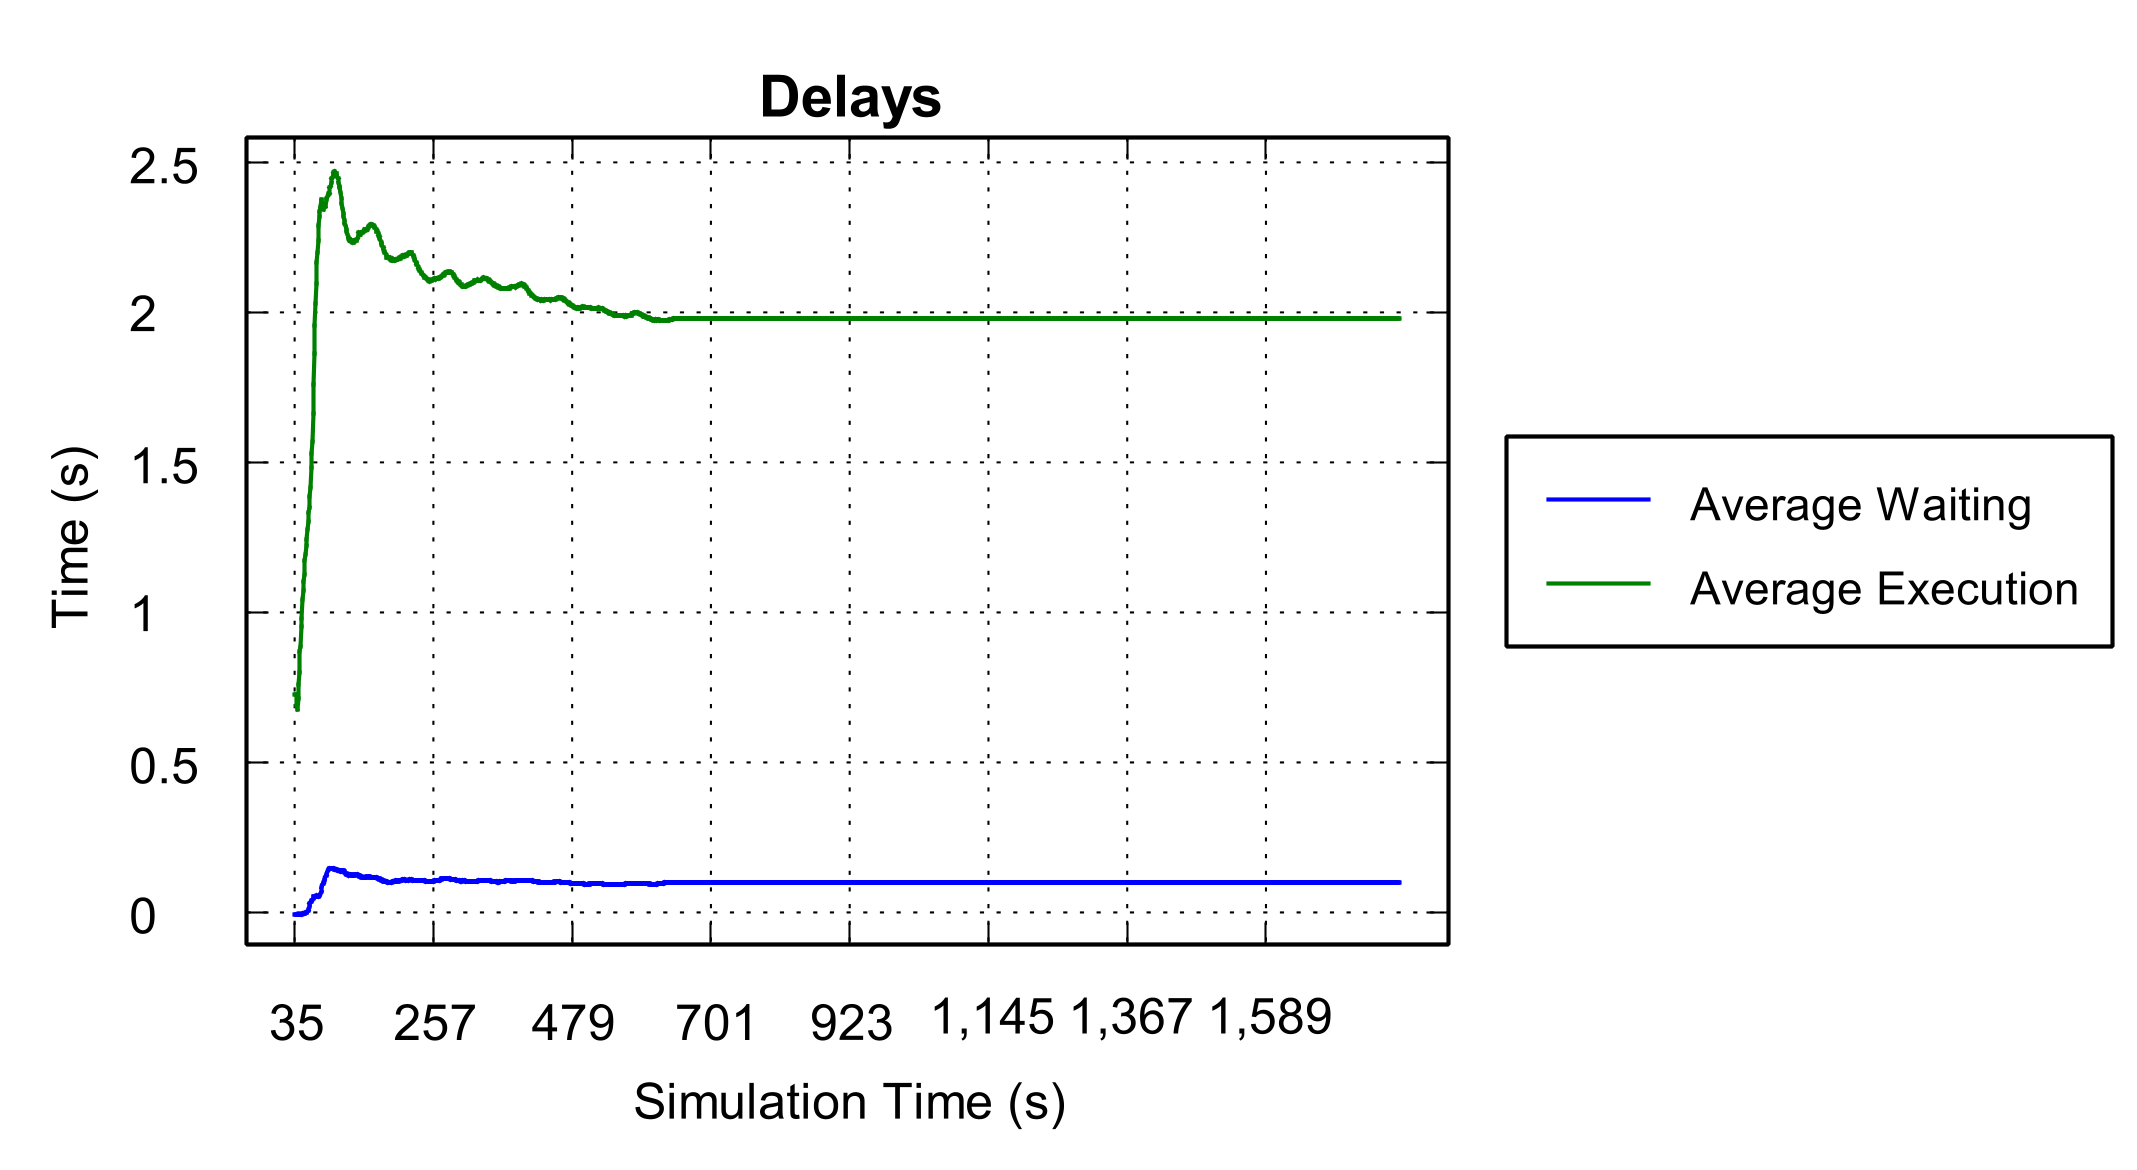 Delays
2.5
2
1.5
1
0.5
0
Time (s)
35 257 479 701 923 1,145 1,367 1,589
Simulation Time (s)
Average Waiting
Average Execution